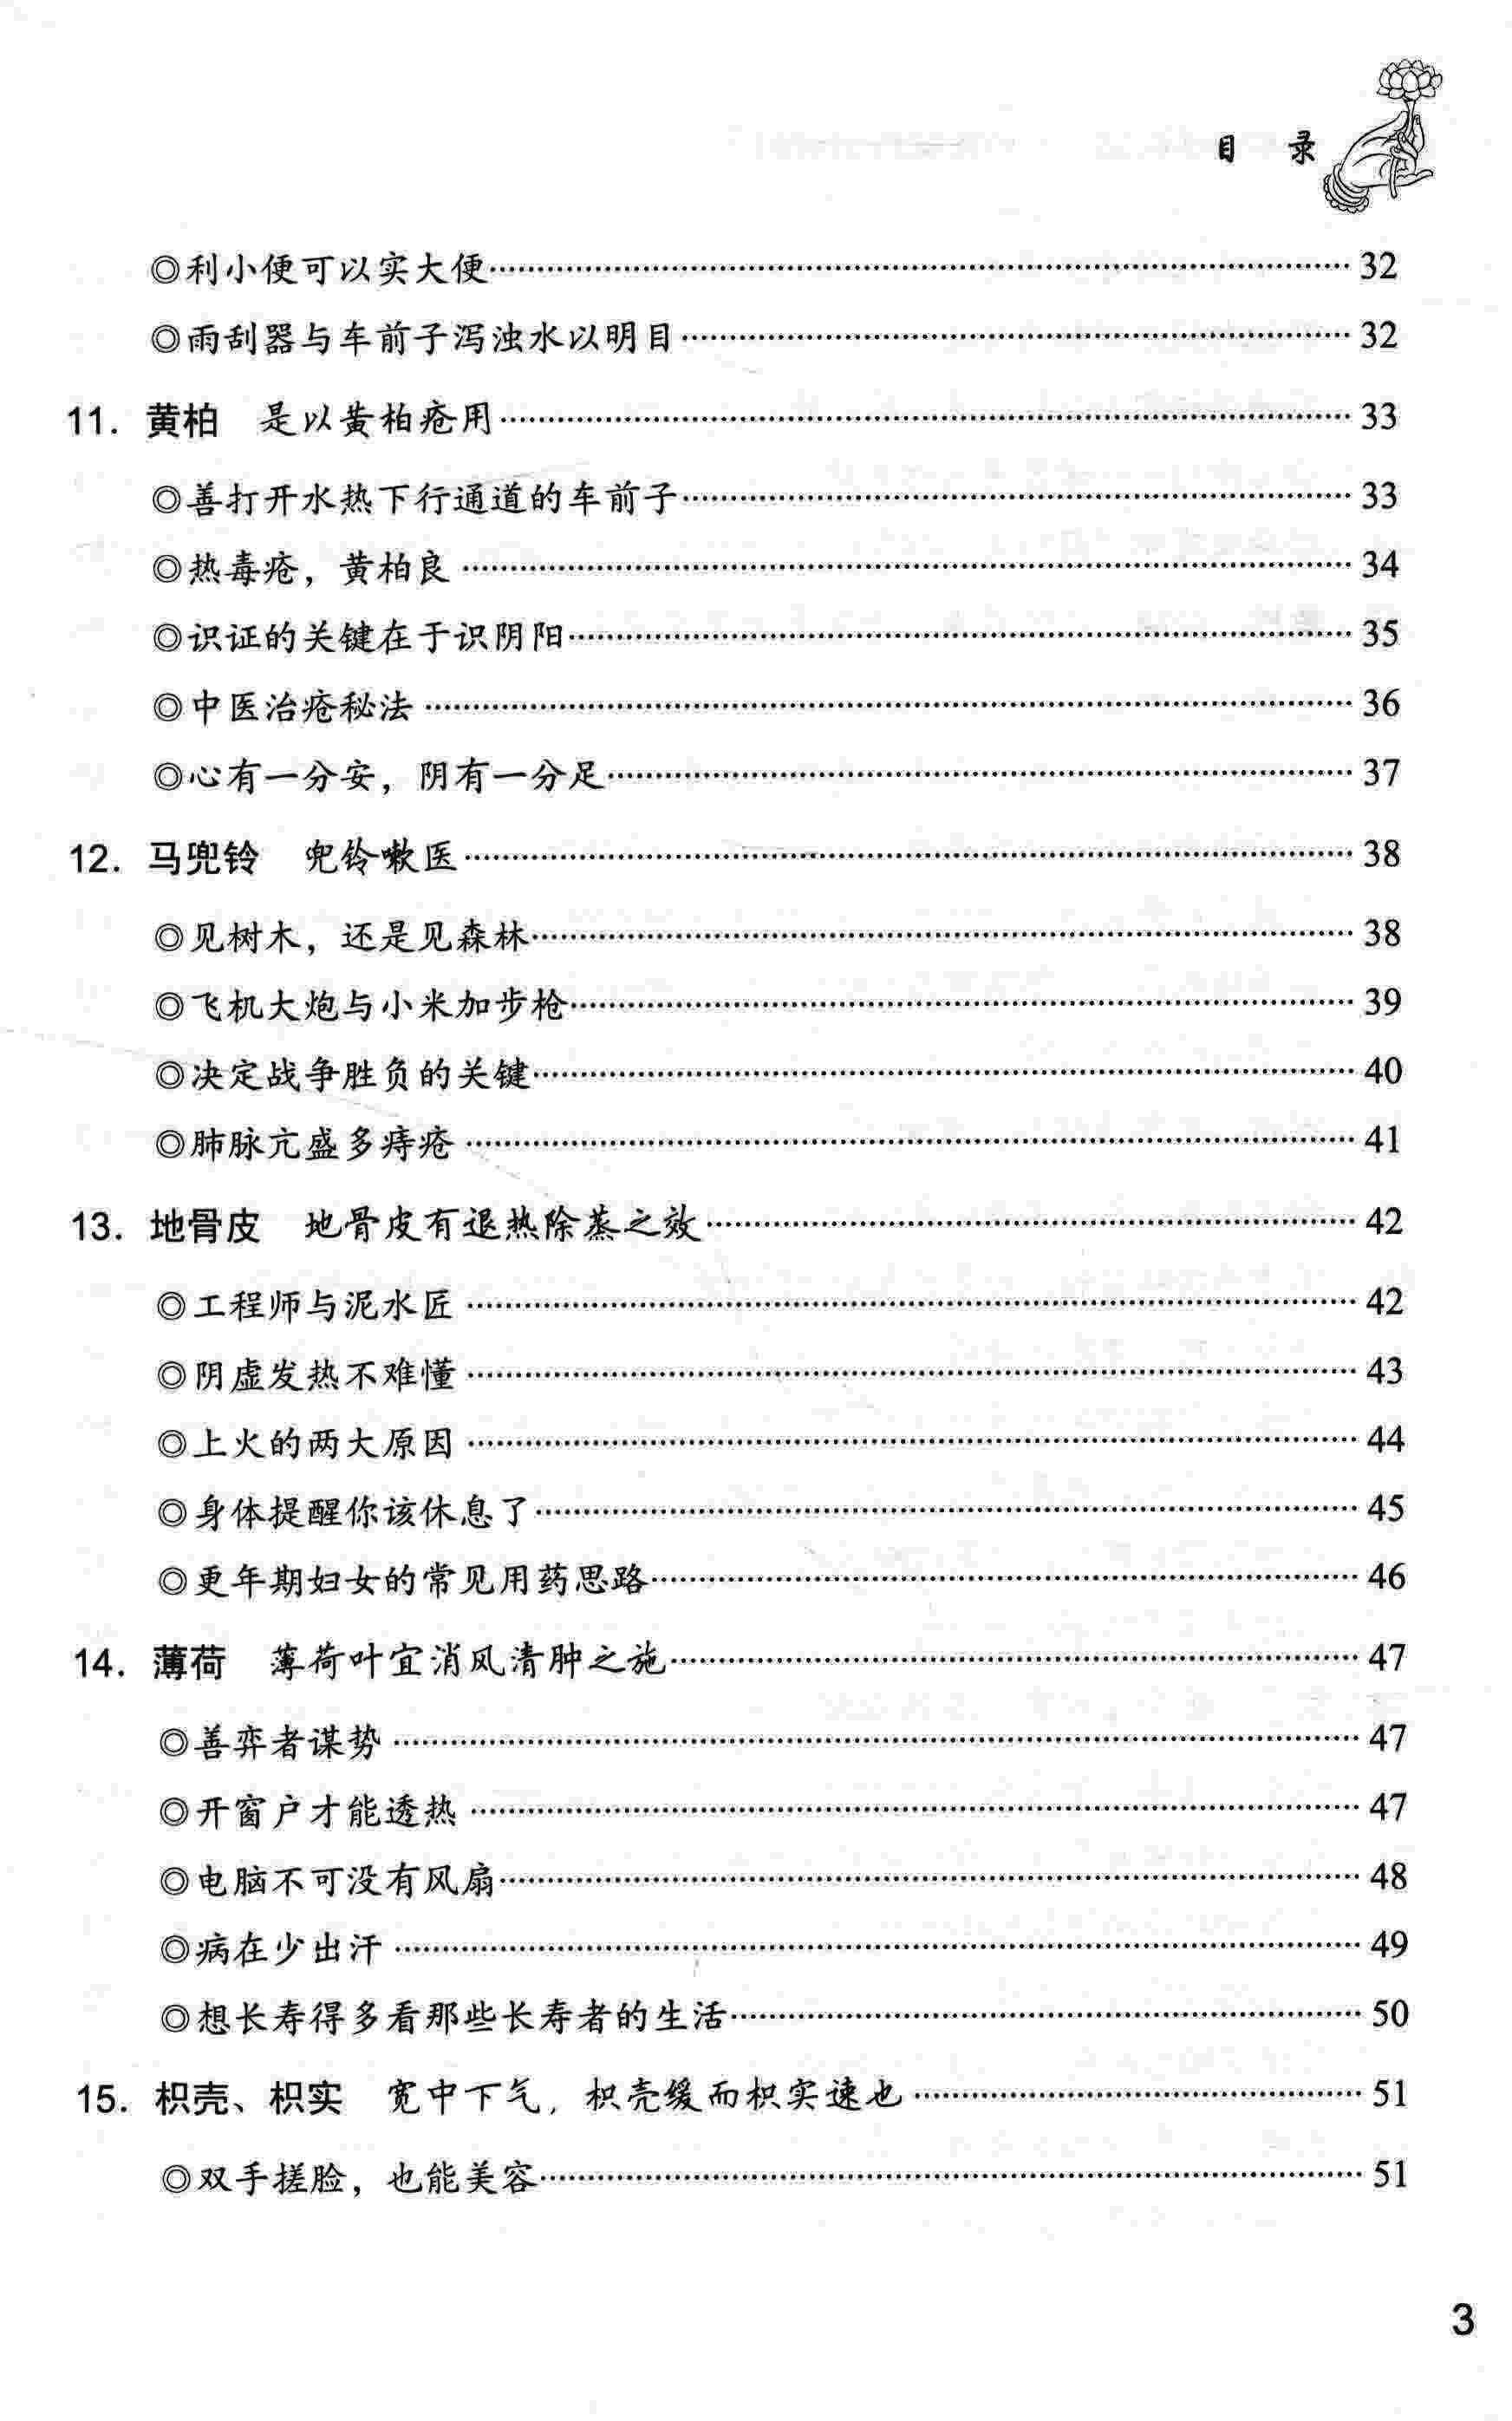 目 录
◎利小便可以实大便……32
◎雨刮器与车前子泻浊水以明目……32
11. 黄柏 是以黄柏疮用……33
◎善打开水热下行通道的车前子……33
◎热毒疮，黄柏良……34
◎识证的关键在于识阴阳……35
◎中医治疮秘法……36
◎心有一分安，阴有一分足……37
12. 马兜铃 兜铃嗽医……38
◎见树木，还是见森林……38
◎飞机大炮与小米加步枪……39
◎决定战争胜负的关键……40
◎肺脉亢盛多痔疮……41
13. 地骨皮 地骨皮有退热除蒸之效……42
◎工程师与泥水匠……42
◎阴虚发热不难懂……43
◎上火的两大原因……44
◎身体提醒你该休息了……45
◎更年期妇女的常见用药思路……46
14. 薄荷 薄荷叶宜消风清肿之施……47
◎善弈者谋势……47
◎开窗户才能透热……47
◎电脑不可没有风扇……48
◎病在少出汗……49
◎想长寿得多看那些长寿者的生活……50
15. 枳壳、枳实 宽中下气，枳壳缓而枳实速也……51
◎双手搓脸，也能美容……51
3